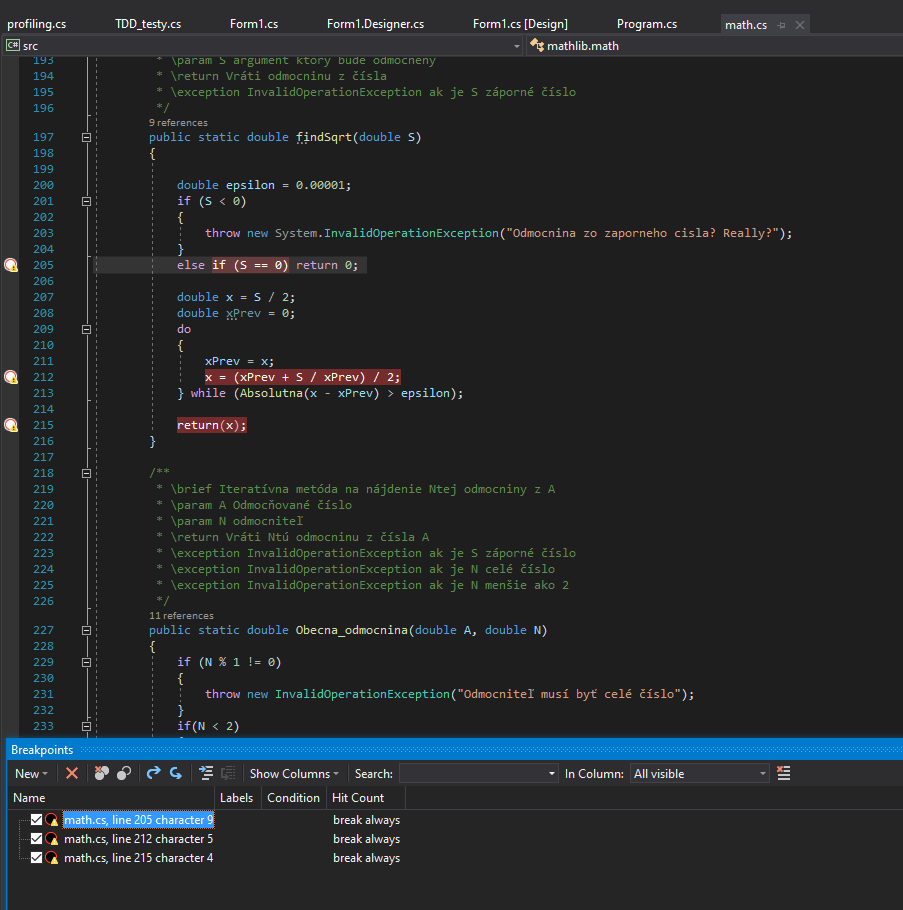 profiling.cs TDD_testy.cs Form1.cs Form1.Designer.cs Form1.cs [Design] Program.cs math.cs
C# src mathlib.math
193 * \param S argument ktorý bude odmocnený
194 * \return Vráti odmocninu z čísla
195 * \exception InvalidOperationException ak je S záporné číslo
196 */
9 references
197 public static double findSqrt(double S)
198 {
199
200 double epsilon = 0.00001;
201 if (S < 0)
202 {
203 throw new System.InvalidOperationException("Odmocnina zo zaporneho cisla? Really?");
204 }
205 else if (S == 0) return 0;
206
207 double x = S / 2;
208 double xPrev = 0;
209 do
210 {
211 xPrev = x;
212 x = (xPrev + S / xPrev) / 2;
213 } while (Absolutna(x - xPrev) > epsilon);
214
215 return(x);
216 }
217
218 /**
219 * \brief Iteratívna metóda na nájdenie Ntej odmocniny z A
220 * \param A Odmocňované číslo
221 * \param N odmocniteľ
222 * \return Vráti Ntú odmocninu z čísla A
223 * \exception InvalidOperationException ak je S záporné číslo
224 * \exception InvalidOperationException ak je N celé číslo
225 * \exception InvalidOperationException ak je N menšie ako 2
226 */
11 references
227 public static double Obecna_odmocnina(double A, double N)
228 {
229 if (N % 1 != 0)
230 {
231 throw new InvalidOperationException("Odmocniteľ musí byť celé číslo");
232 }
233 if(N < 2)
Breakpoints
New Show Columns Search: In Column: All visible
Name Labels Condition Hit Count
math.cs, line 205 character 9 break always
math.cs, line 212 character 5 break always
math.cs, line 215 character 4 break always